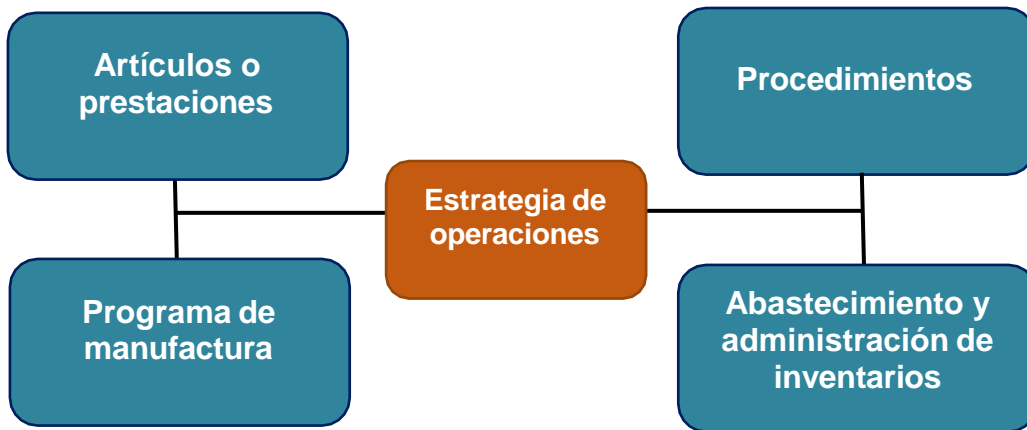 Artículos o
prestaciones
Procedimientos
Estrategia de
operaciones
Programa de
manufactura
Abastecimiento y
administración de
inventarios